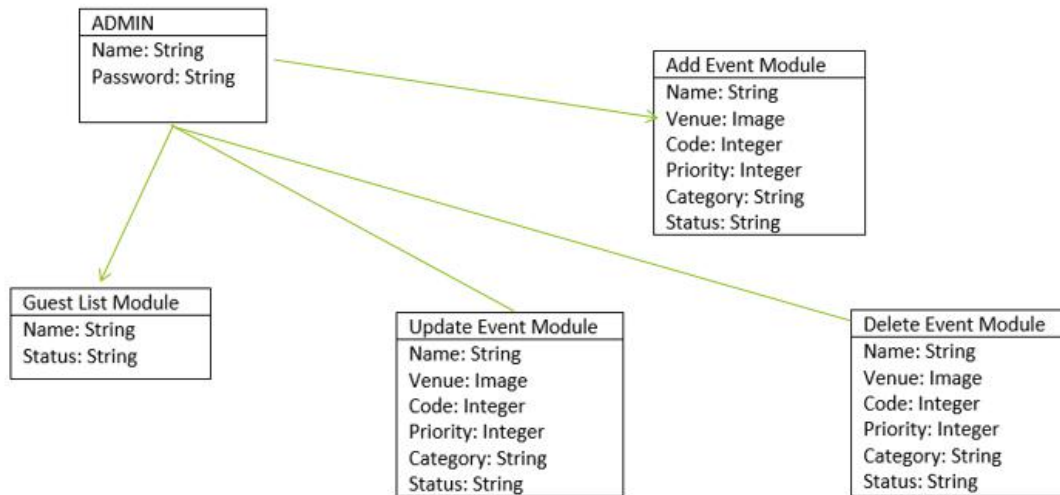 ADMIN
Name: String
Password: String
Add Event Module
Name: String
Venue: Image
Code: Integer
Priority: Integer
Category: String
Status: String
Guest List Module
Name: String
Status: String
Update Event Module
Name: String
Venue: Image
Code: Integer
Priority: Integer
Category: String
Status: String
Delete Event Module
Name: String
Venue: Image
Code: Integer
Priority: Integer
Category: String
Status: String